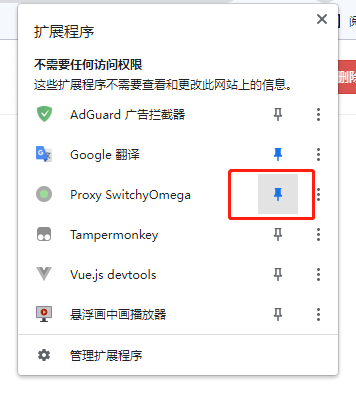 扩展程序
不需要任何访问权限
这些扩展程序不需要查看和更改此网站上的信息。
删除
AdGuard 广告拦截器
Google 翻译
Proxy SwitchyOmega
Tampermonkey
Vue.js devtools
悬浮画中画播放器
管理扩展程序